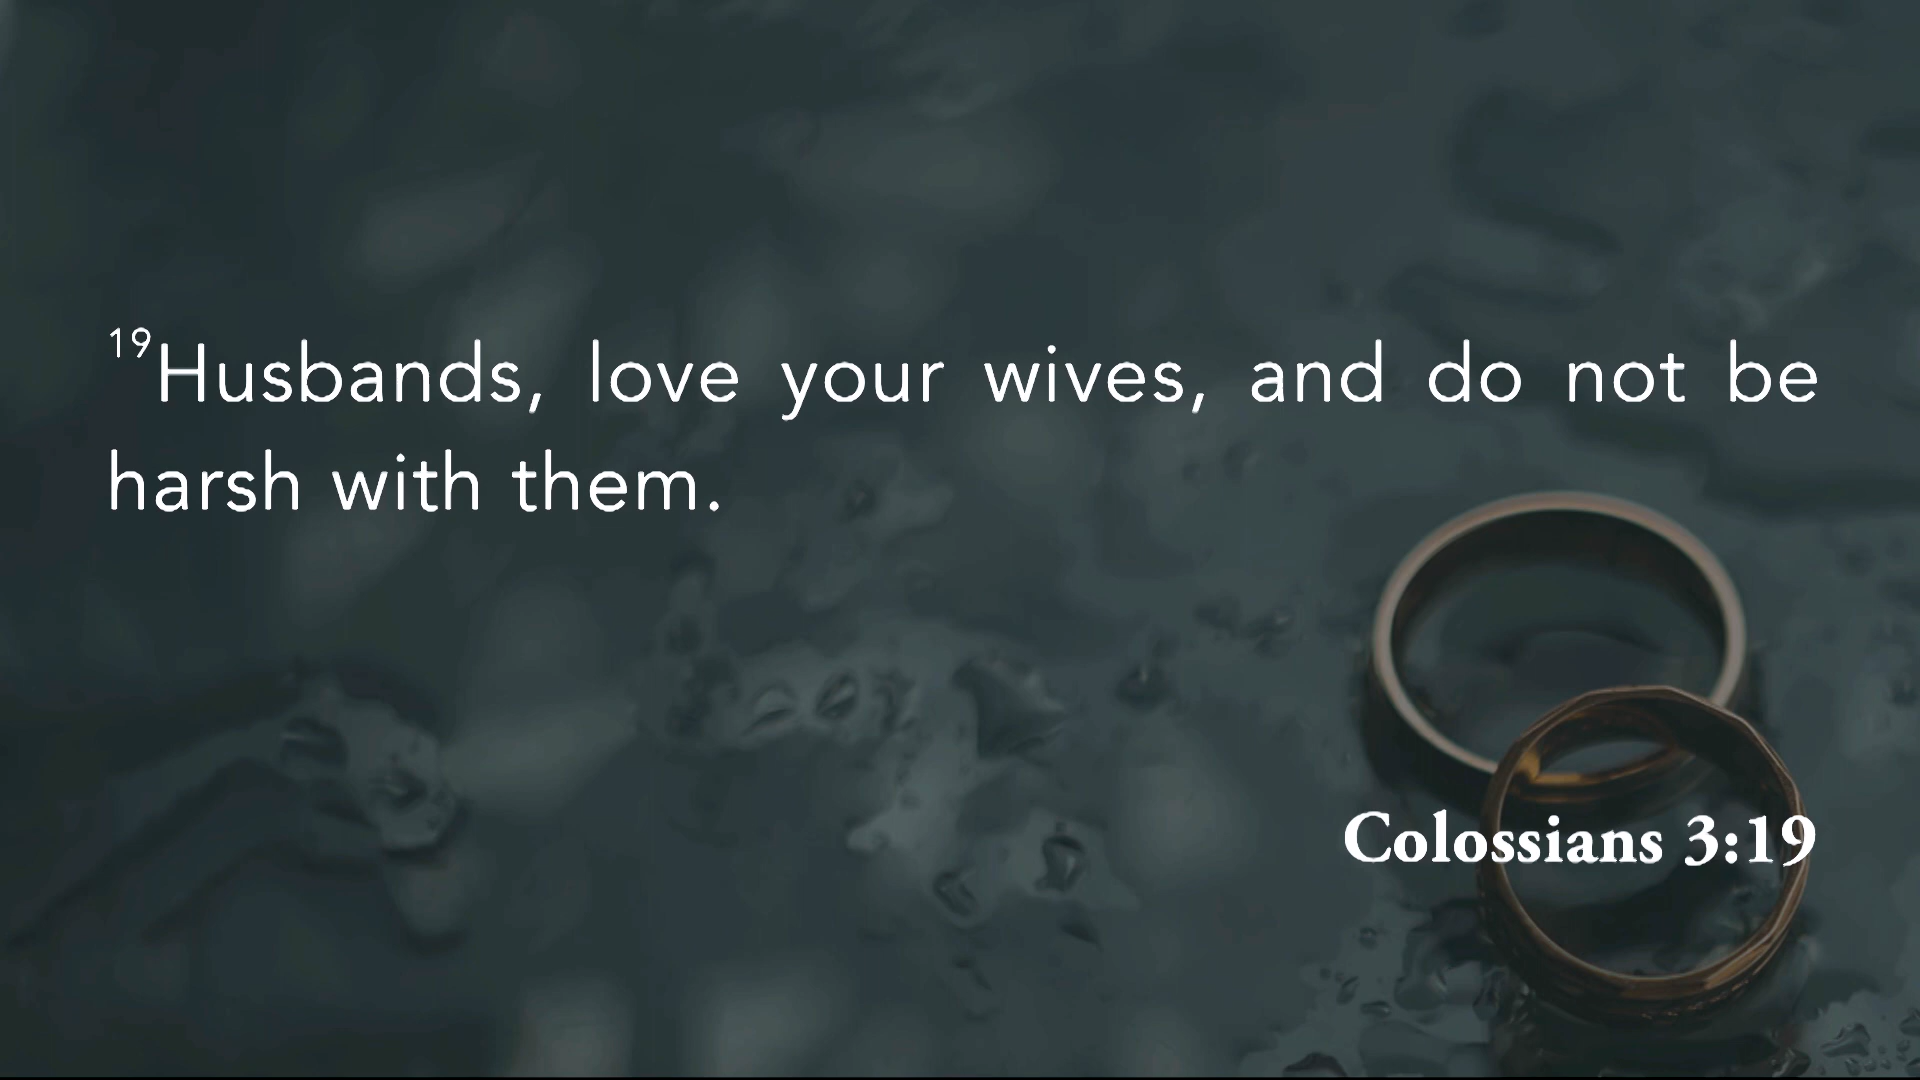 19Husbands, love your wives, and do not be
harsh with them.
Colossians 3:19